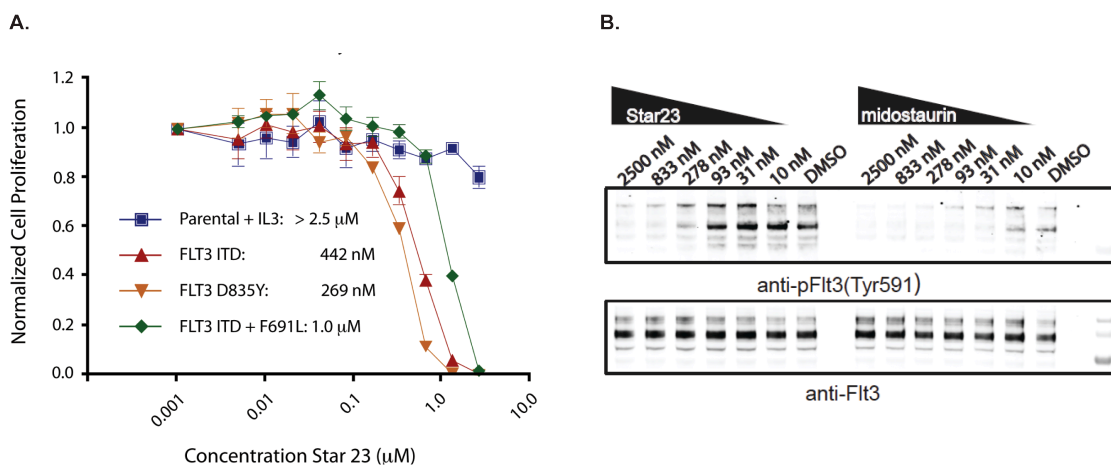 A.
Normalized Cell Proliferation
1.2
1.0
0.8
0.6
0.4
0.2
0.0
Parental + IL3: > 2.5 μM
FLT3 ITD: 442 nM
FLT3 D835Y: 269 nM
FLT3 ITD + F691L: 1.0 μM
0.001
0.01
0.1
1.0
10.0
Concentration Star 23 (μM)
B.
Star23
midostaurin
2500 nM
833 nM
278 nM
93 nM
31 nM
10 nM
DMSO
2500 nM
833 nM
278 nM
93 nM
31 nM
10 nM
DMSO
anti-pFlt3(Tyr591)
anti-Flt3